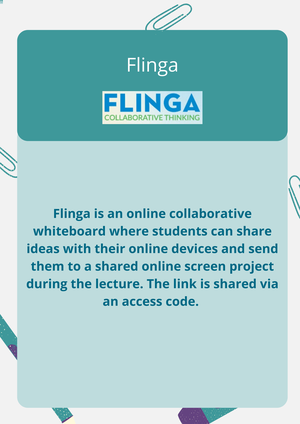 Flinga
FLINGA
COLLABORATIVE THINKING
Flinga is an online collaborative
whiteboard where students can share
ideas with their online devices and send
them to a shared online screen project
during the lecture. The link is shared via
an access code.